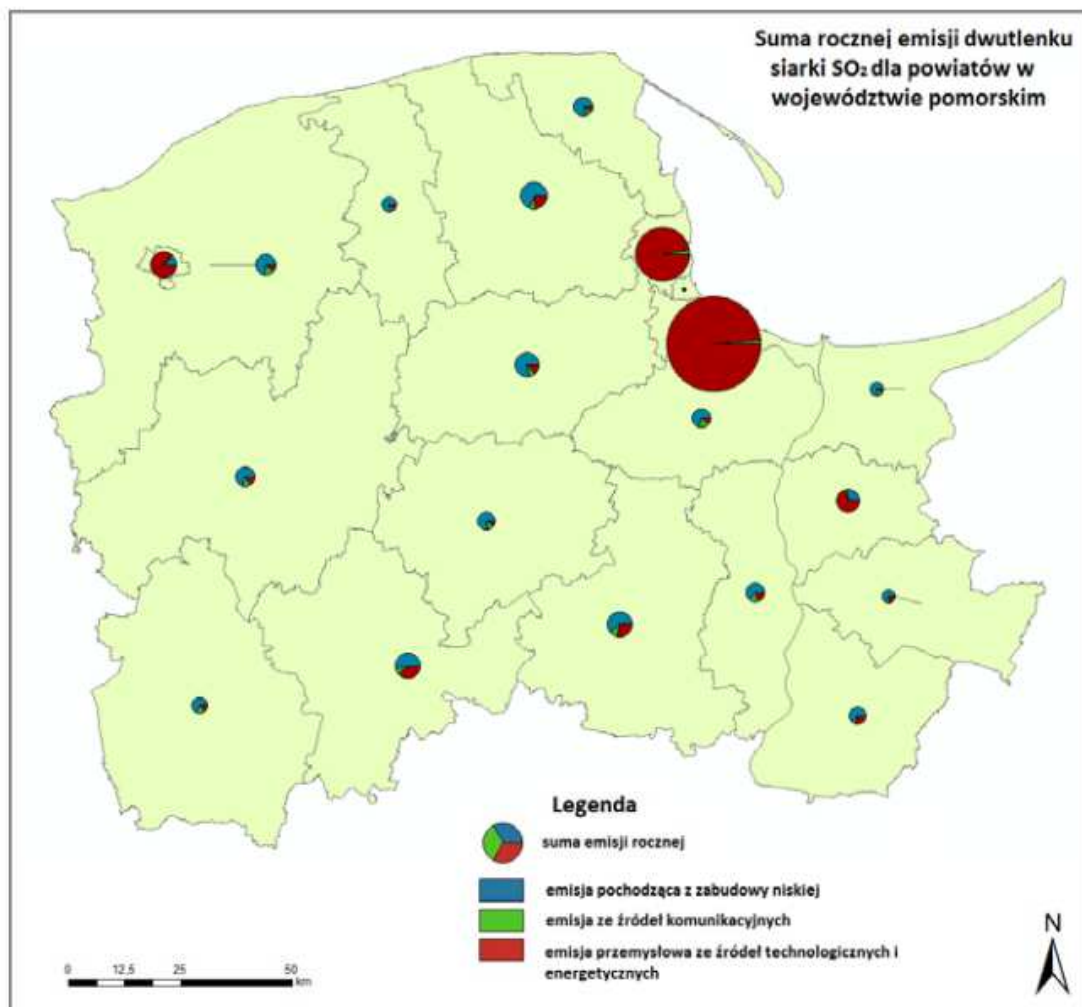 Suma rocznej emisji dwutlenku
siarki SO₂ dla powiatów w
województwie pomorskim
Legenda
suma emisji rocznej
emisja pochodząca z zabudowy niskiej
emisja ze źródeł komunikacyjnych
emisja przemysłowa ze źródeł technologicznych i
energetycznych
0 12,5 25 50
km
N